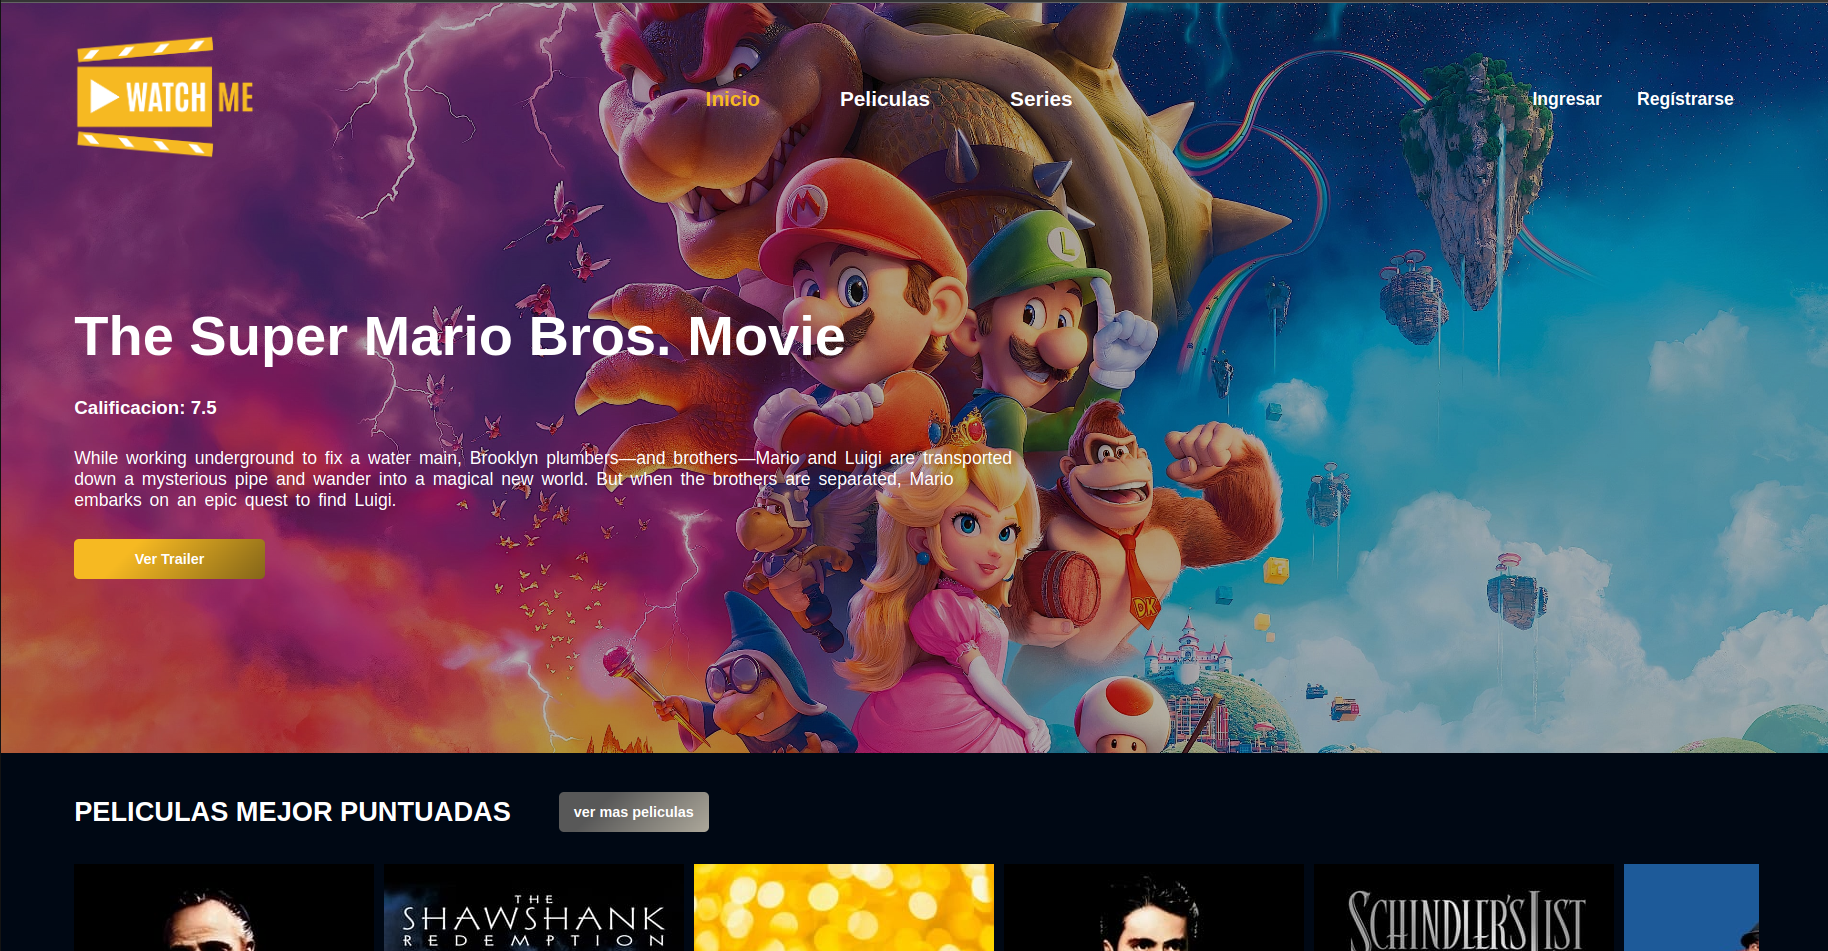 WATCH ME
Inicio
Peliculas
Series
Ingresar
Regístrarse
M
L
The Super Mario Bros. Movie
Calificacion: 7.5
While working underground to fix a water main, Brooklyn plumbers—and brothers—Mario and Luigi are transported
down a mysterious pipe and wander into a magical new world. But when the brothers are separated, Mario
embarks on an epic quest to find Luigi.
Ver Trailer
DK
PELICULAS MEJOR PUNTUADAS
ver mas peliculas
THE
SHAWSHANK
REDEMPTION
SCHINDLER'S LIST